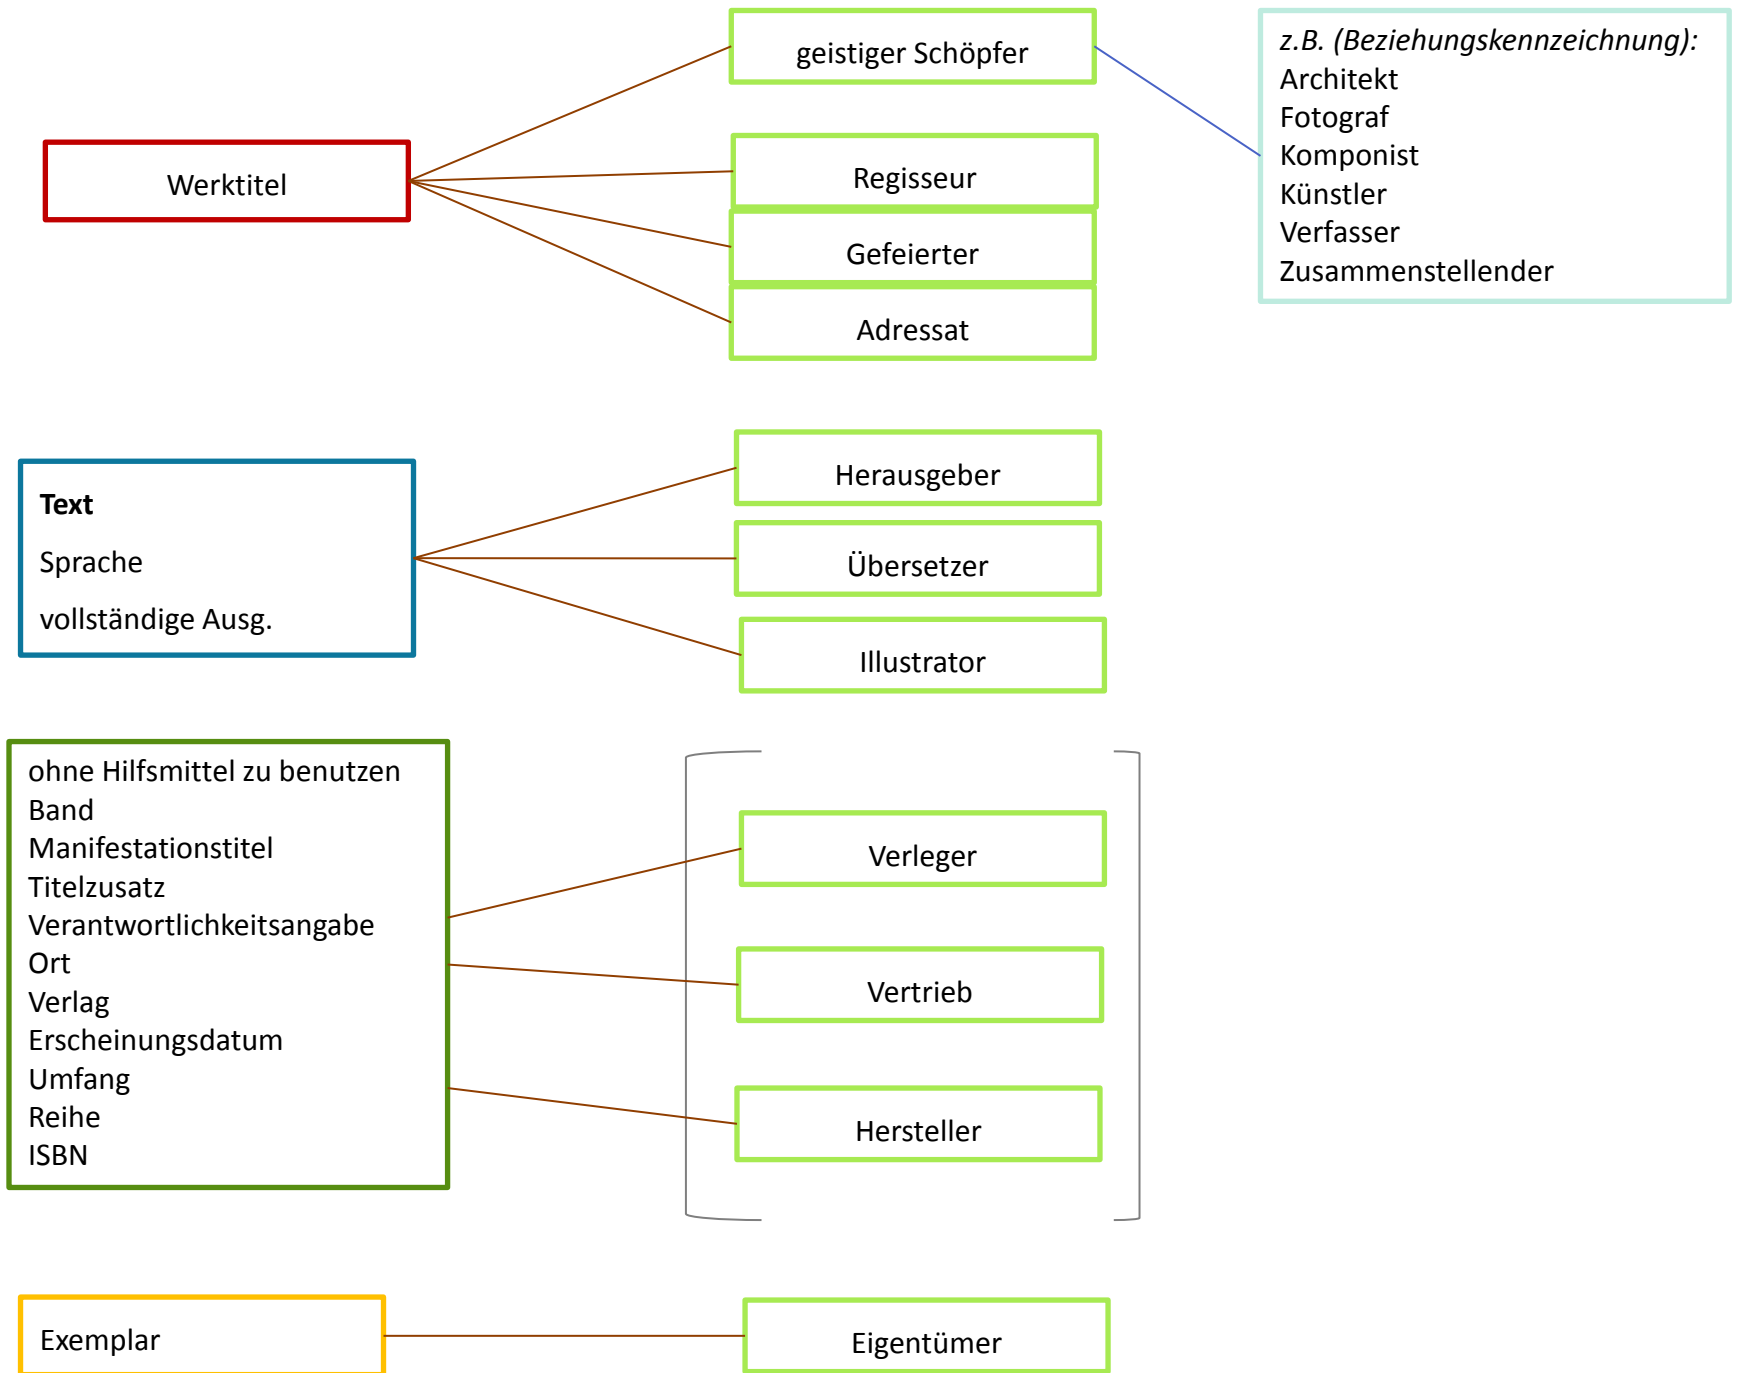 Werktitel
geistiger Schöpfer
Regisseur
Gefeierter
Adressat
z.B. (Beziehungskennzeichnung):
Architekt
Fotograf
Komponist
Künstler
Verfasser
Zusammenstellender
Text
Sprache
vollständige Ausg.
Herausgeber
Übersetzer
Illustrator
ohne Hilfsmittel zu benutzen
Band
Manifestationstitel
Titelzusatz
Verantwortlichkeitsangabe
Ort
Verlag
Erscheinungsdatum
Umfang
Reihe
ISBN
Verleger
Vertrieb
Hersteller
Exemplar
Eigentümer